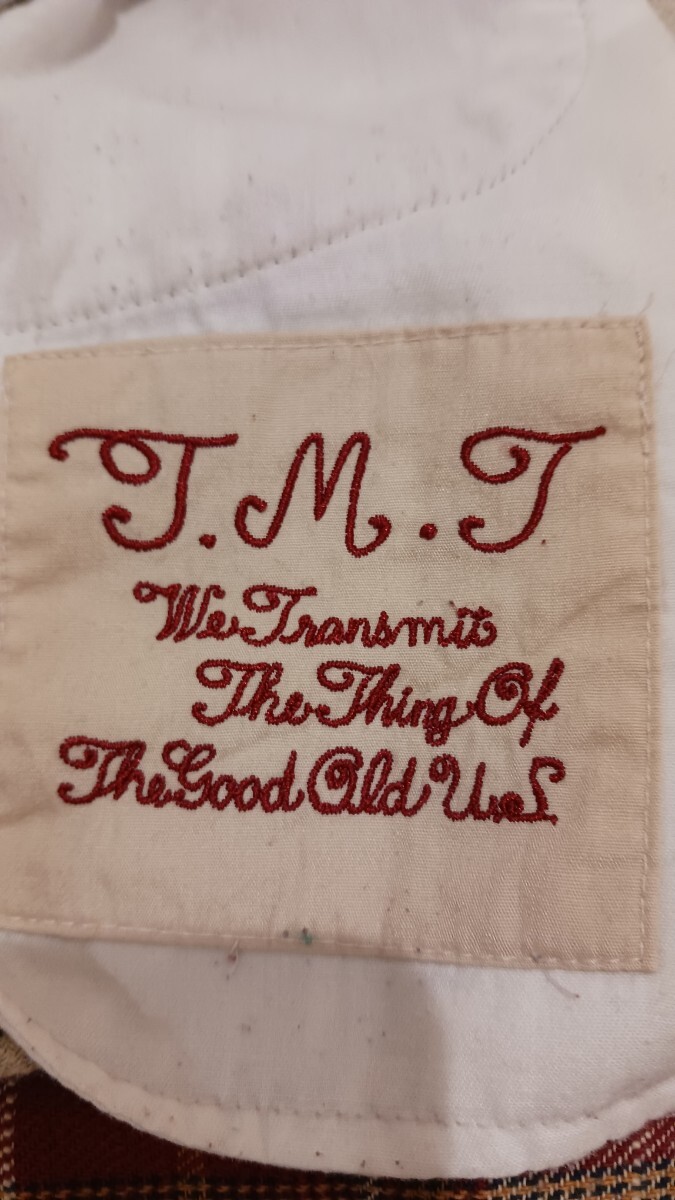 T.M.T
We Transmit
The Thing Of
The Good Old U.S.